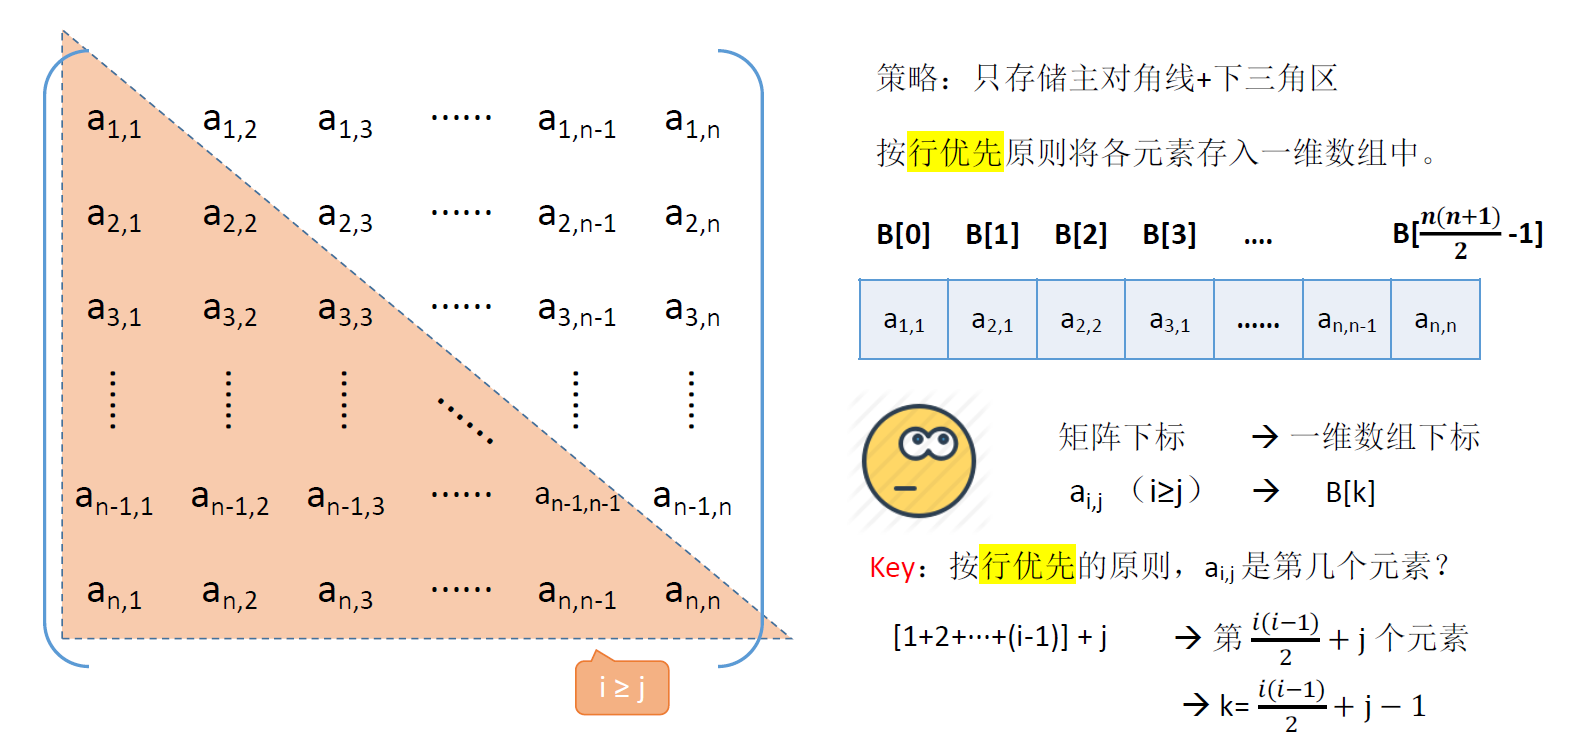 a1,1 a1,2 a1,3 ······ a1,n-1 a1,n
a2,1 a2,2 a2,3 ······ a2,n-1 a2,n
a3,1 a3,2 a3,3 ······ a3,n-1 a3,n
······ ······ ······ ······ ······ ······
an-1,1 an-1,2 an-1,3 ······ an-1,n-1 an-1,n
an,1 an,2 an,3 ······ an,n-1 an,n
i ≥ j
策略：只存储主对角线+下三角区
按行优先原则将各元素存入一维数组中。
B[0] B[1] B[2] B[3] .... B[n(n+1)/2 -1]
a1,1 a2,1 a2,2 a3,1 ...... an,n-1 an,n
矩阵下标 → 一维数组下标
ai,j （i≥j） → B[k]
Key：按行优先的原则，ai,j 是第几个元素？
[1+2+···+(i-1)] + j → 第 i(i−1)/2 + j 个元素
→ k= i(i−1)/2 + j − 1